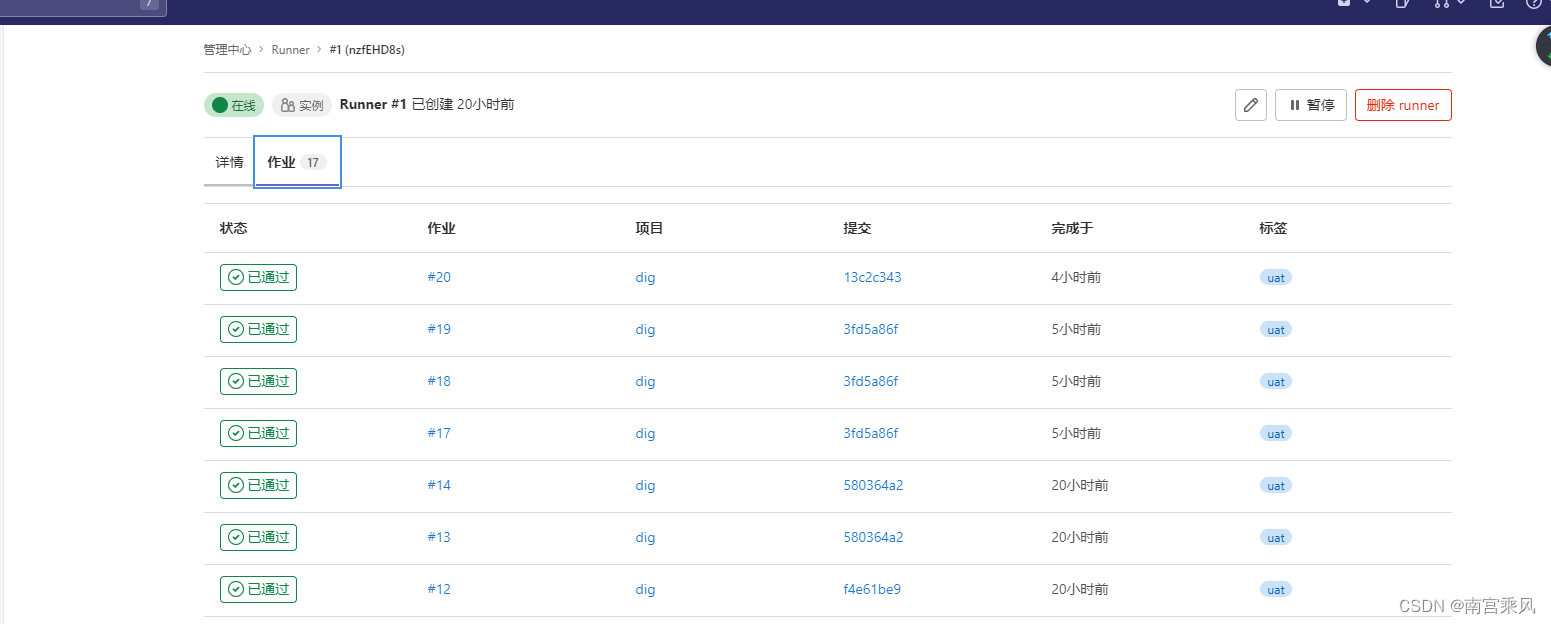 7
管理中心 > Runner > #1 (nzfEHD8s)
在线 实例 Runner #1 已创建 20小时前 暂停 删除 runner
详情 作业 17
状态 作业 项目 提交 完成于 标签
已通过 #20 dig 13c2c343 4小时前 uat
已通过 #19 dig 3fd5a86f 5小时前 uat
已通过 #18 dig 3fd5a86f 5小时前 uat
已通过 #17 dig 3fd5a86f 5小时前 uat
已通过 #14 dig 580364a2 20小时前 uat
已通过 #13 dig 580364a2 20小时前 uat
已通过 #12 dig f4e61be9 20小时前 uat
CSDN @南宫乘风